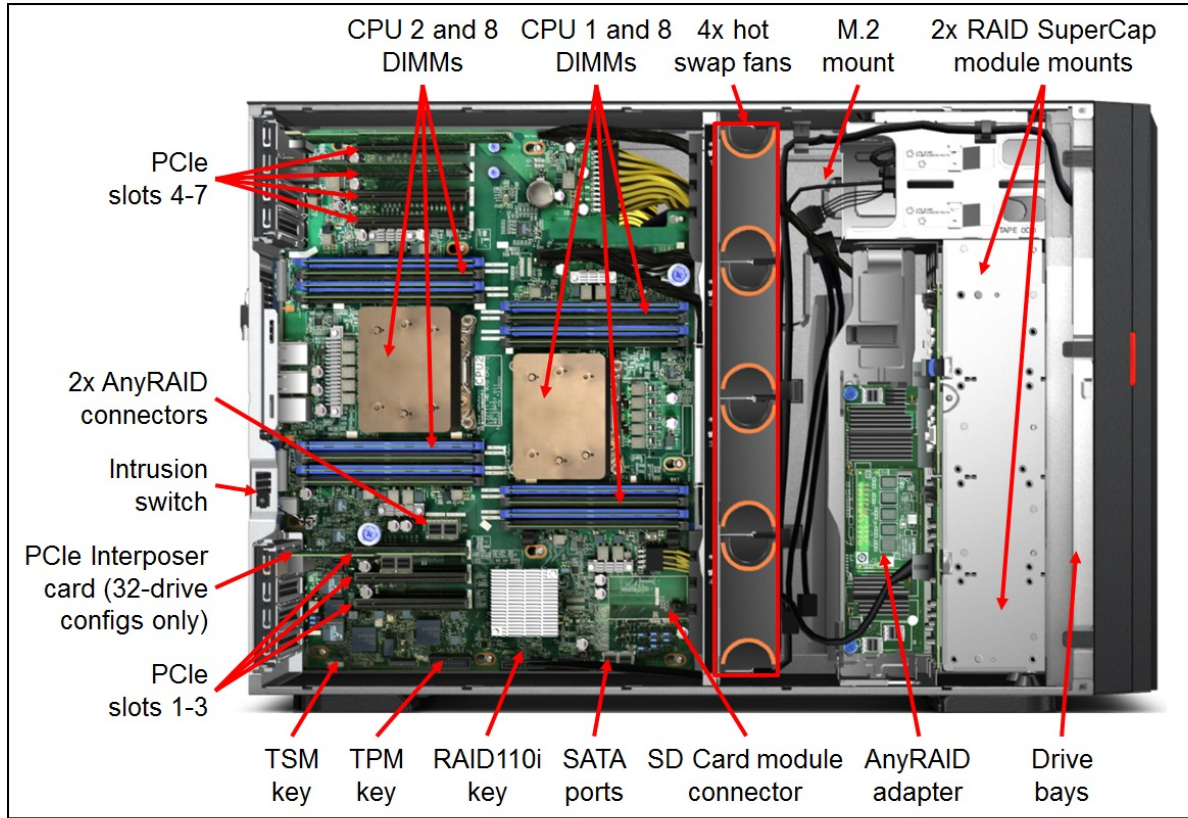 CPU 2 and 8
DIMMs
CPU 1 and 8
DIMMs
4x hot
swap fans
M.2
mount
2x RAID SuperCap
module mounts
PCIe
slots 4-7
TAPE ODD
CPU2
2x AnyRAID
connectors
Intrusion
switch
PCIe Interposer
card (32-drive
configs only)
PCIe
slots 1-3
TSM
key
TPM
key
RAID110i
key
SATA
ports
SD Card module
connector
AnyRAID
adapter
Drive
bays